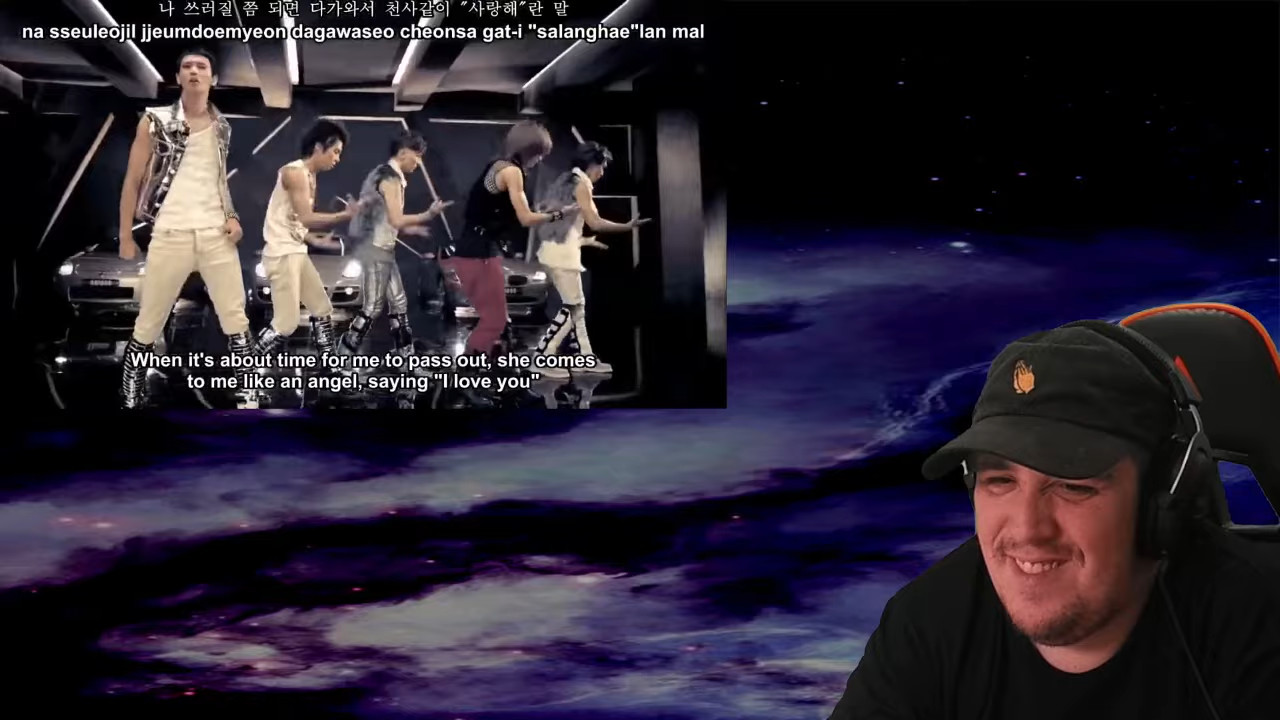 나 쓰러질 쯤 되면 다가와서 천사같이 "사랑해"란 말
na sseuleojil jjeumdoemyeon dagawaseo cheonsa gat-i "salanghae"lan mal
When it's about time for me to pass out, she comes
to me like an angel, saying "I love you"